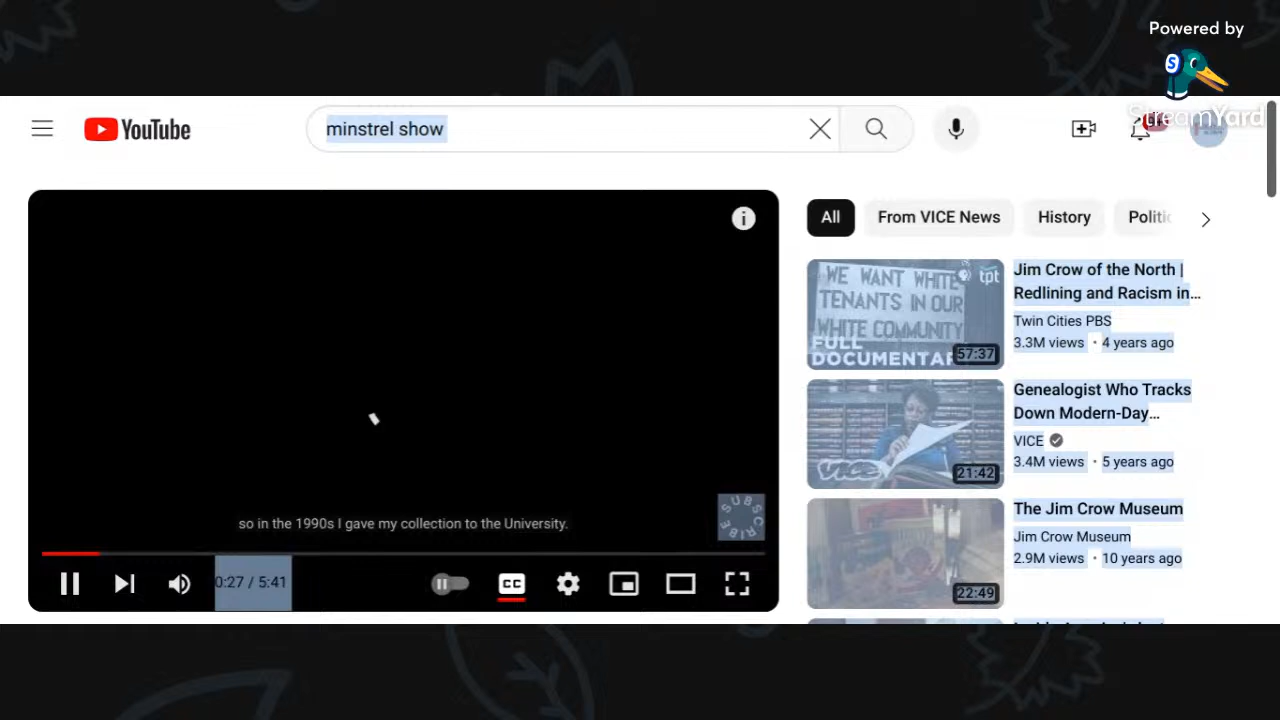 Powered by
StreamYard
YouTube
minstrel show
All
From VICE News
History
Politic
WE WANT WHITE
TENANTS IN OUR
WHITE COMMUNITY
tpt
FULL
DOCUMENTAR
57:37
Jim Crow of the North |
Redlining and Racism in...
Twin Cities PBS
3.3M views • 4 years ago
VICE
21:42
Genealogist Who Tracks
Down Modern-Day...
VICE
3.4M views • 5 years ago
22:49
The Jim Crow Museum
Jim Crow Museum
2.9M views • 10 years ago
so in the 1990s I gave my collection to the University.
SUBSCRIBE
0:27 / 5:41
CC